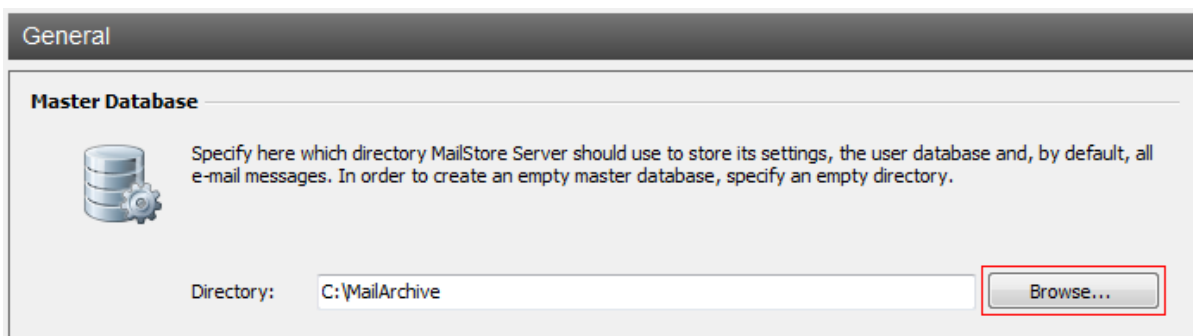 General
Master Database
Specify here which directory MailStore Server should use to store its settings, the user database and, by default, all
e-mail messages. In order to create an empty master database, specify an empty directory.
Directory: C:\MailArchive Browse...